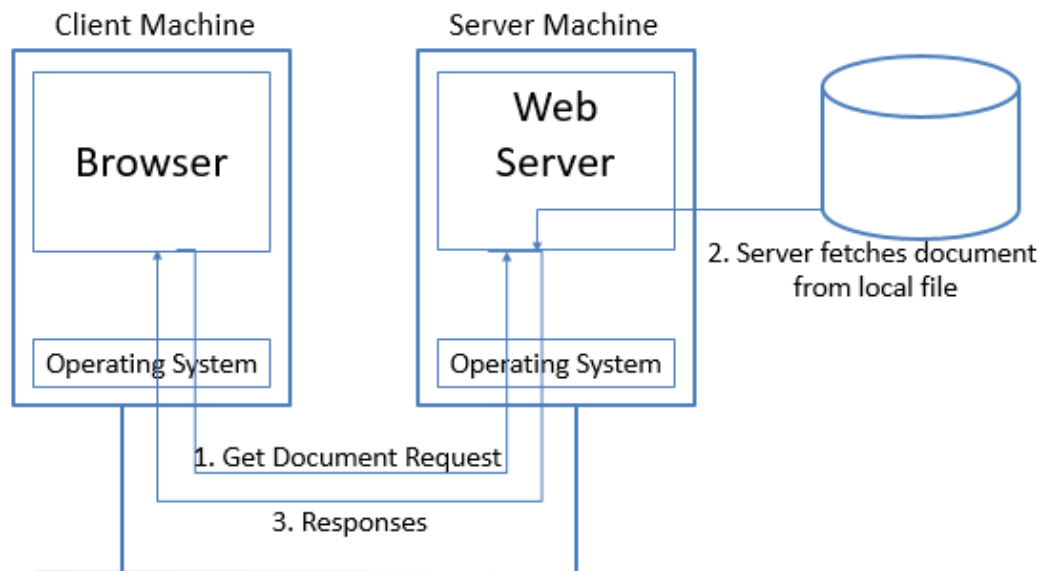 Client Machine
Server Machine
Browser
Web
Server
2. Server fetches document
from local file
Operating System
Operating System
1. Get Document Request
3. Responses